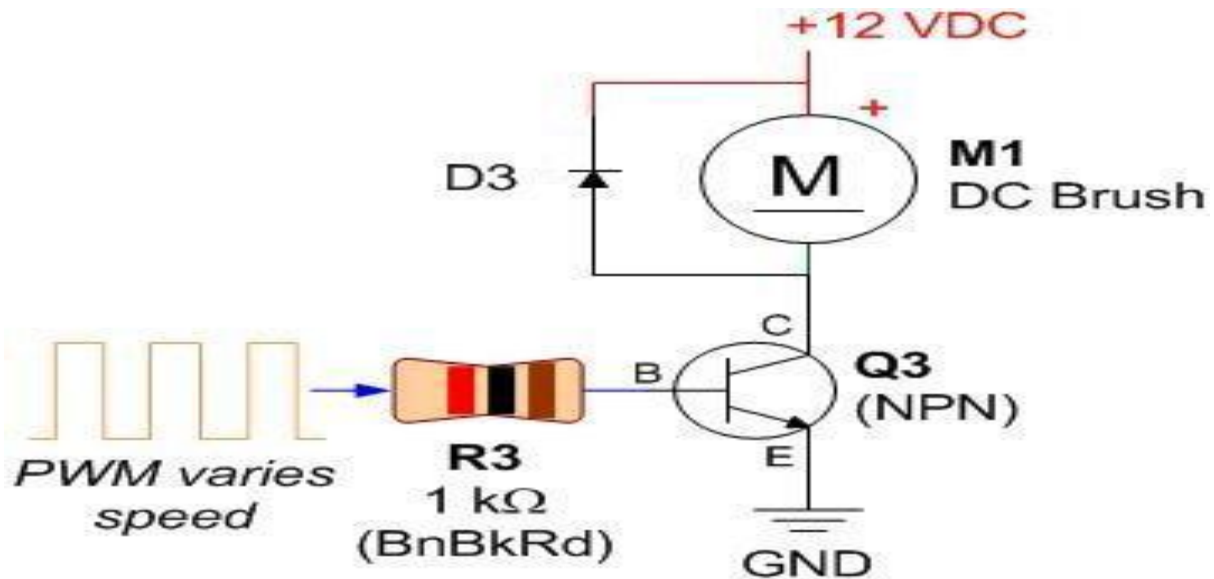 +12 VDC
+
D3
M
M1
DC Brush
C
B
Q3
(NPN)
E
PWM varies
speed
R3
1 kΩ
(BnBkRd)
GND